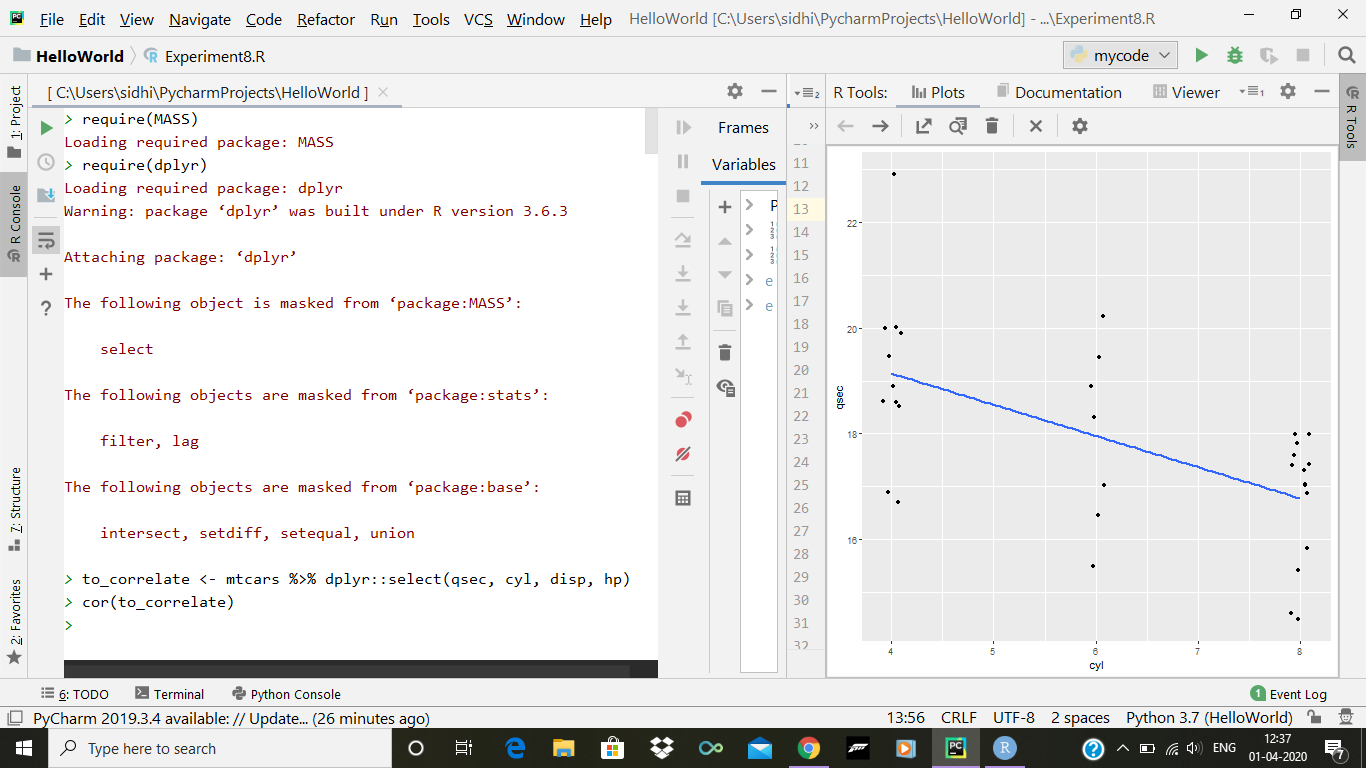 File Edit View Navigate Code Refactor Run Tools VCS Window Help HelloWorld [C:\Users\sidhi\PycharmProjects\HelloWorld] - ...\Experiment8.R
HelloWorld Experiment8.R mycode
1: Project
R Console
7: Structure
2: Favorites
[ C:\Users\sidhi\PycharmProjects\HelloWorld ]
> require(MASS)
Loading required package: MASS
> require(dplyr)
Loading required package: dplyr
Warning: package ‘dplyr’ was built under R version 3.6.3
Attaching package: ‘dplyr’
The following object is masked from ‘package:MASS’:
select
The following objects are masked from ‘package:stats’:
filter, lag
The following objects are masked from ‘package:base’:
intersect, setdiff, setequal, union
> to_correlate <- mtcars %>% dplyr::select(qsec, cyl, disp, hp)
> cor(to_correlate)
>
Frames
Variables
P
e
e
11
12
13
14
15
16
17
18
19
20
21
22
23
24
25
26
27
28
29
30
31
32
R Tools: Plots Documentation Viewer
R Tools
22
20
18
16
qsec
4 5 6 7 8
cyl
6: TODO Terminal Python Console 1 Event Log
PyCharm 2019.3.4 available: // Update... (26 minutes ago) 13:56 CRLF UTF-8 2 spaces Python 3.7 (HelloWorld)
Type here to search ENG 12:37
01-04-2020 7